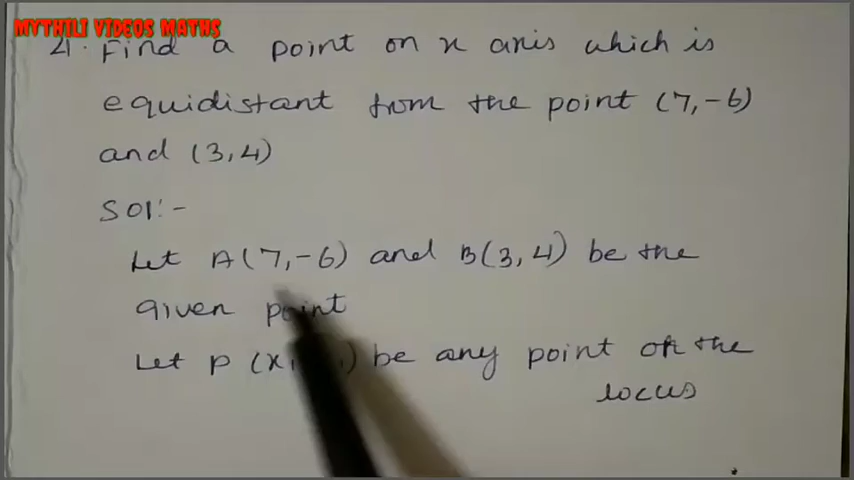 MYTHILI VIDEOS MATHS
4. Find a point on x axis which is
equidistant from the point (7,-6)
and (3,4)
Sol:-
Let A(7,-6) and B(3,4) be the
given point
Let P (x, ) be any point on the
locus